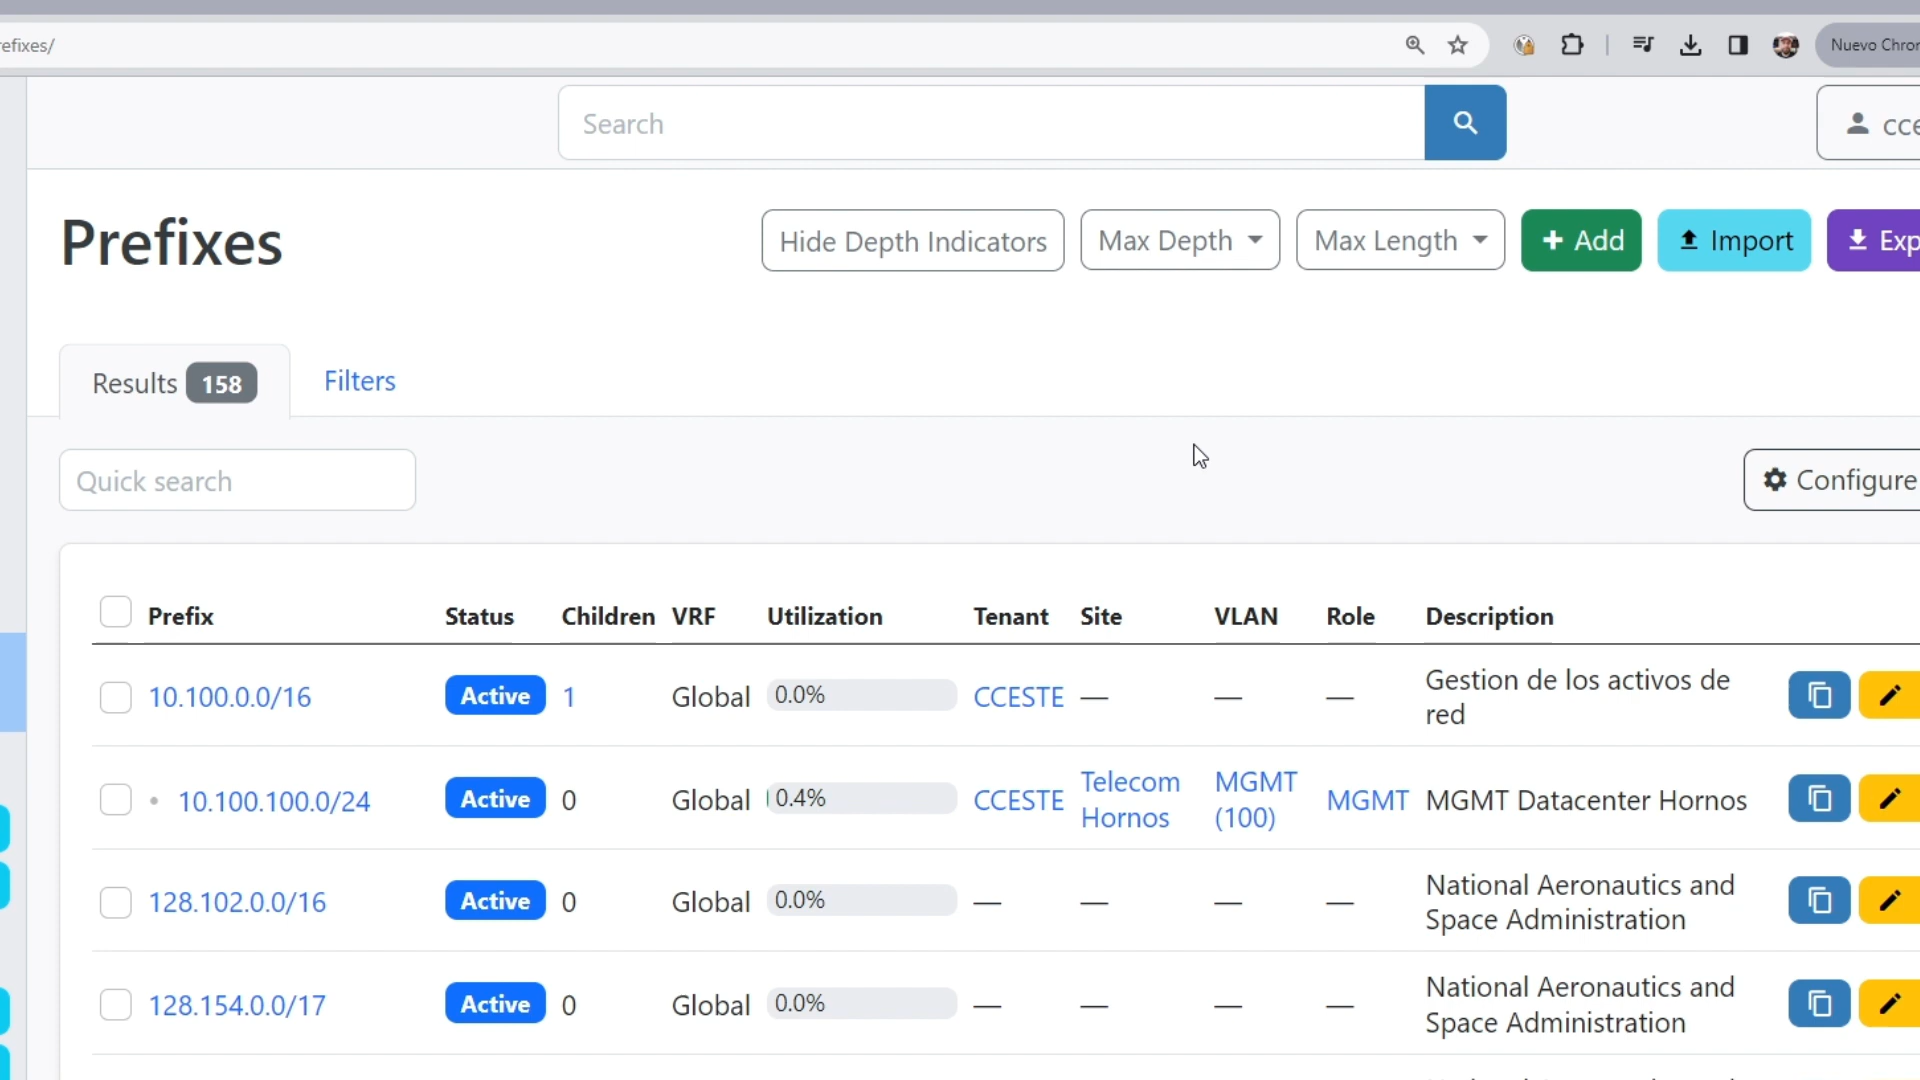 efixes/
Nuevo Chro
Search
cce
Prefixes
Hide Depth Indicators
Max Depth
Max Length
+ Add
Import
Exp
Results 158
Filters
Quick search
Configure
Prefix Status Children VRF Utilization Tenant Site VLAN Role Description
10.100.0.0/16 Active 1 Global 0.0% CCESTE — — — Gestion de los activos de
red
10.100.100.0/24 Active 0 Global 0.4% CCESTE Telecom
Hornos MGMT
(100) MGMT MGMT Datacenter Hornos
128.102.0.0/16 Active 0 Global 0.0% — — — — National Aeronautics and
Space Administration
128.154.0.0/17 Active 0 Global 0.0% — — — — National Aeronautics and
Space Administration